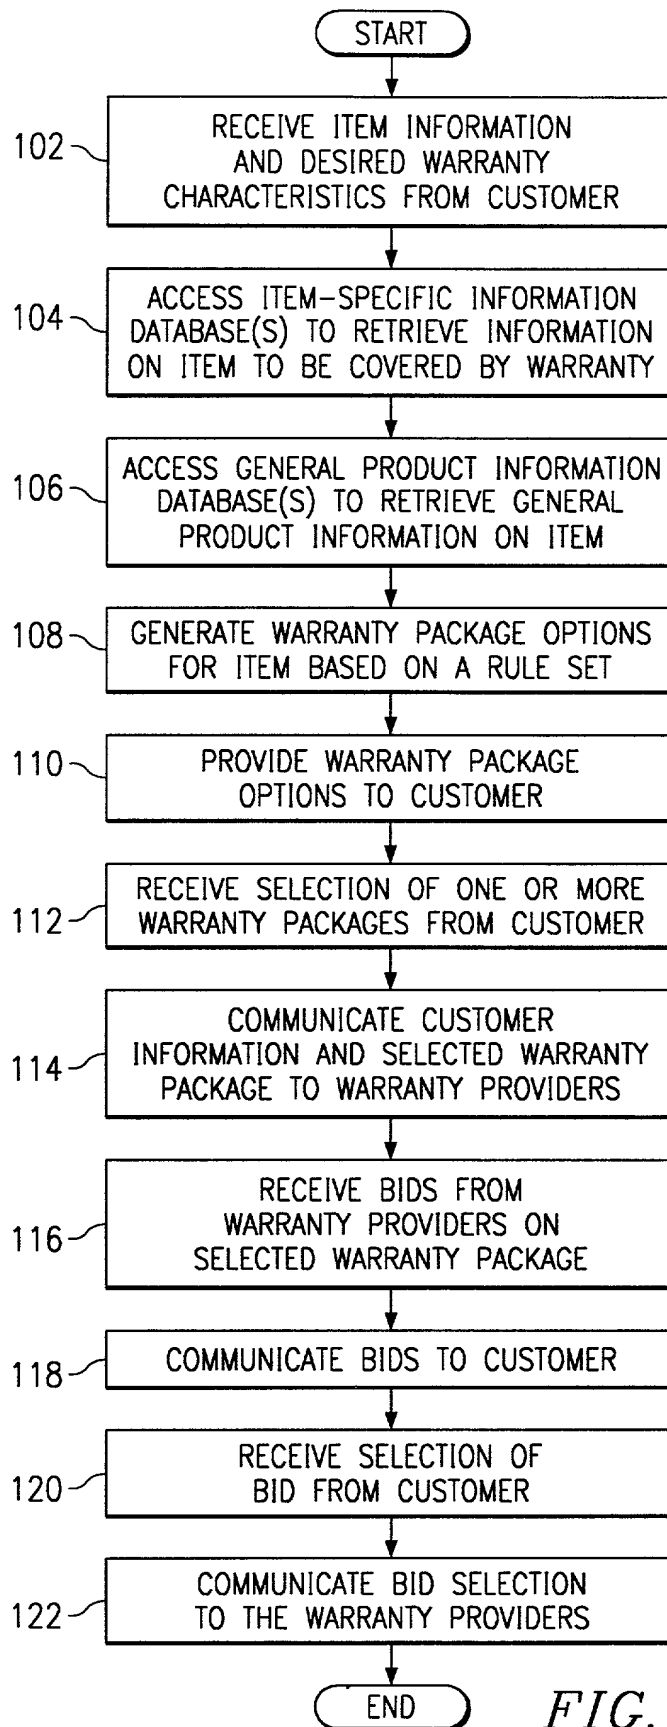 START
102
RECEIVE ITEM INFORMATION
AND DESIRED WARRANTY
CHARACTERISTICS FROM CUSTOMER
104
ACCESS ITEM-SPECIFIC INFORMATION
DATABASE(S) TO RETRIEVE INFORMATION
ON ITEM TO BE COVERED BY WARRANTY
106
ACCESS GENERAL PRODUCT INFORMATION
DATABASE(S) TO RETRIEVE GENERAL
PRODUCT INFORMATION ON ITEM
108
GENERATE WARRANTY PACKAGE OPTIONS
FOR ITEM BASED ON A RULE SET
110
PROVIDE WARRANTY PACKAGE
OPTIONS TO CUSTOMER
112
RECEIVE SELECTION OF ONE OR MORE
WARRANTY PACKAGES FROM CUSTOMER
114
COMMUNICATE CUSTOMER
INFORMATION AND SELECTED WARRANTY
PACKAGE TO WARRANTY PROVIDERS
116
RECEIVE BIDS FROM
WARRANTY PROVIDERS ON
SELECTED WARRANTY PACKAGE
118
COMMUNICATE BIDS TO CUSTOMER
120
RECEIVE SELECTION OF
BID FROM CUSTOMER
122
COMMUNICATE BID SELECTION
TO THE WARRANTY PROVIDERS
END
FIG.